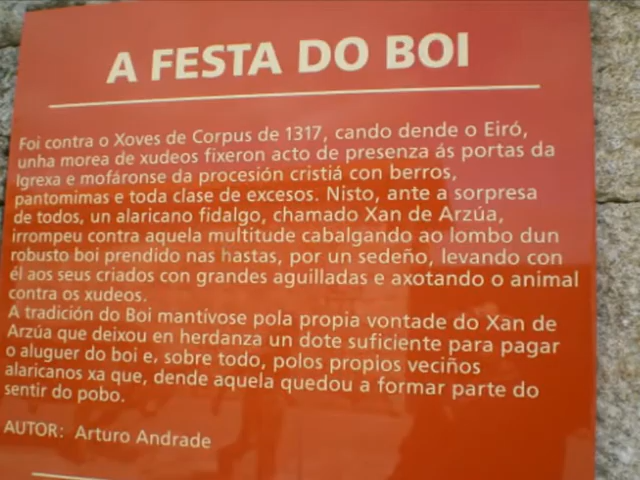 A FESTA DO BOI
Foi contra o Xoves de Corpus de 1317, cando dende o Eiró,
unha morea de xudeos fixeron acto de presenza ás portas da
Igrexa e mofáronse da procesión cristiá con berros,
pantomimas e toda clase de excesos. Nisto, ante a sorpresa
de todos, un alaricano fidalgo, chamado Xan de Arzúa,
irrompeu contra aquela multitude cabalgando ao lombo dun
robusto boi prendido nas hastas, por un sedeño, levando con
él aos seus criados con grandes aguilladas e axotando o animal
contra os xudeos.
A tradición do Boi mantívose pola propia vontade do Xan de
Arzúa que deixou en herdanza un dote suficiente para pagar
o aluguer do boi e, sobre todo, polos propios veciños
alaricanos xa que, dende aquela quedou a formar parte do
sentir do pobo.
AUTOR: Arturo Andrade